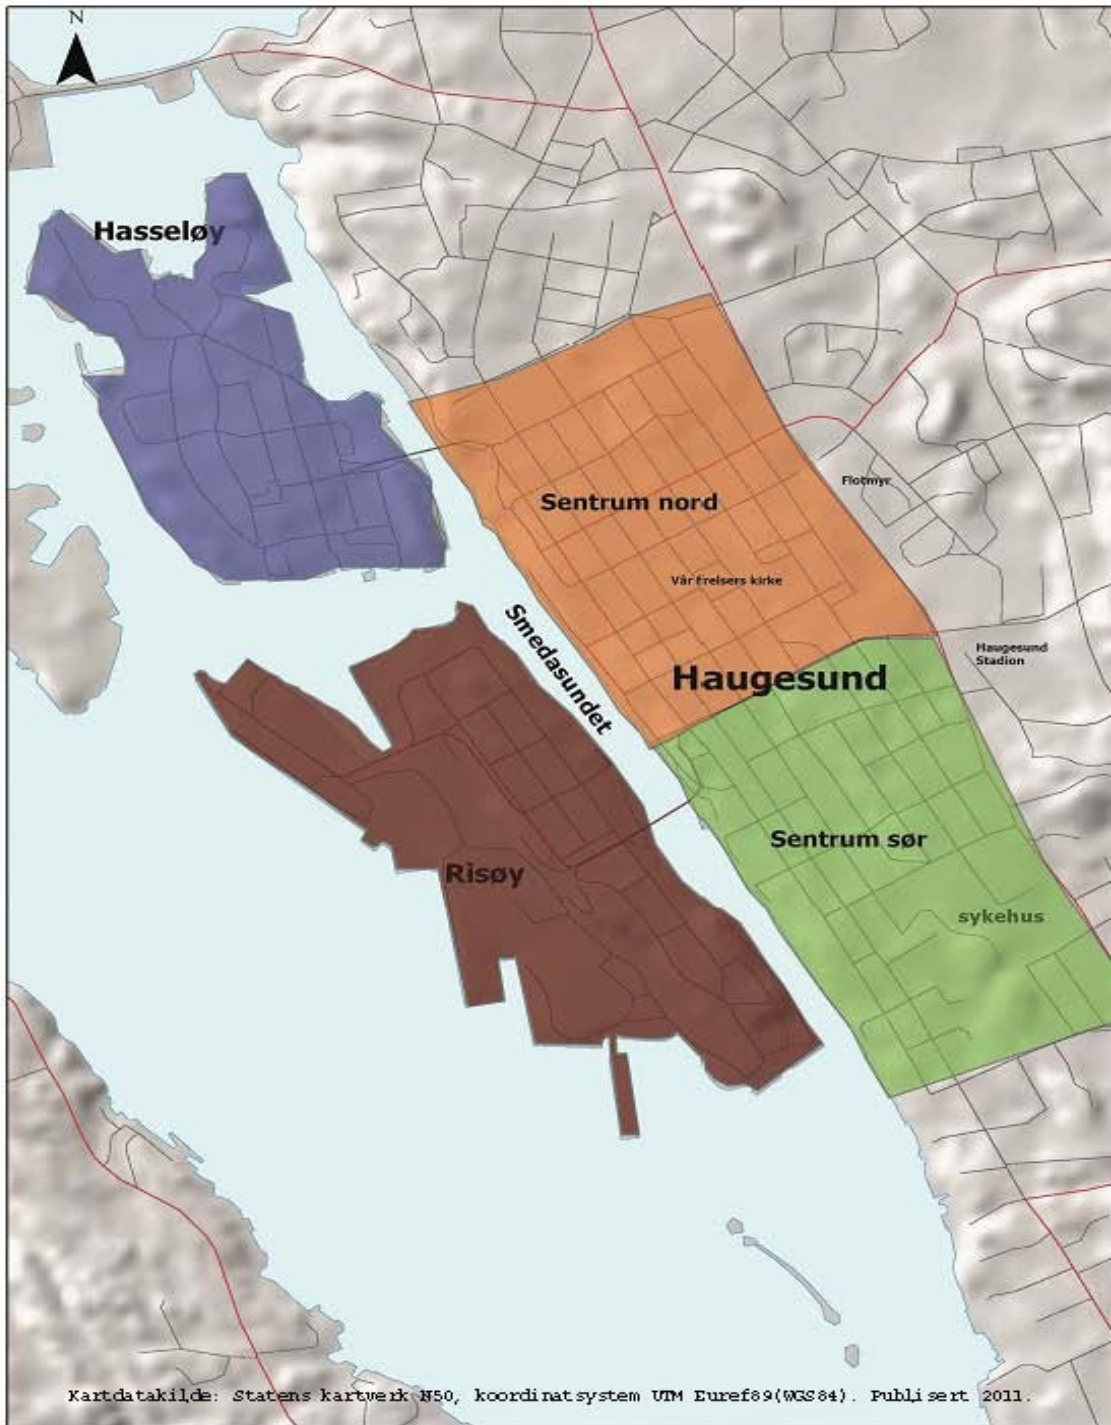 N
Hasseløy
Flotmyr
Sentrum nord
Vår frelsers kirke
Smedasundet
Haugesund
Stadion
Haugesund
Sentrum sør
Risøy
sykehus
Kartdatakilde: Statens kartverk N50, koordinatsystem UTM Euref89(WGS84). Publisert 2011.